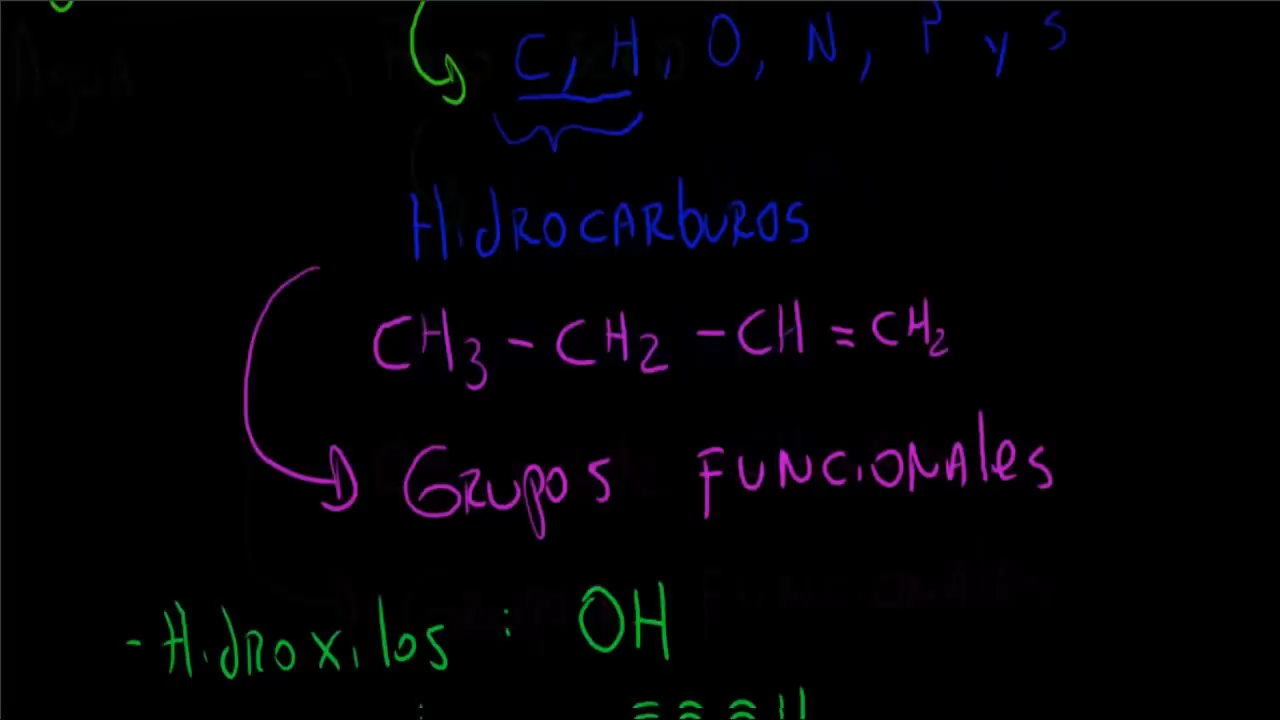 C, H, O, N, P y S
HidROCARbuROS
CH3 - CH2 - CH = CH2
GRUPOS FUNCIONAles
- HidROXilos : OH